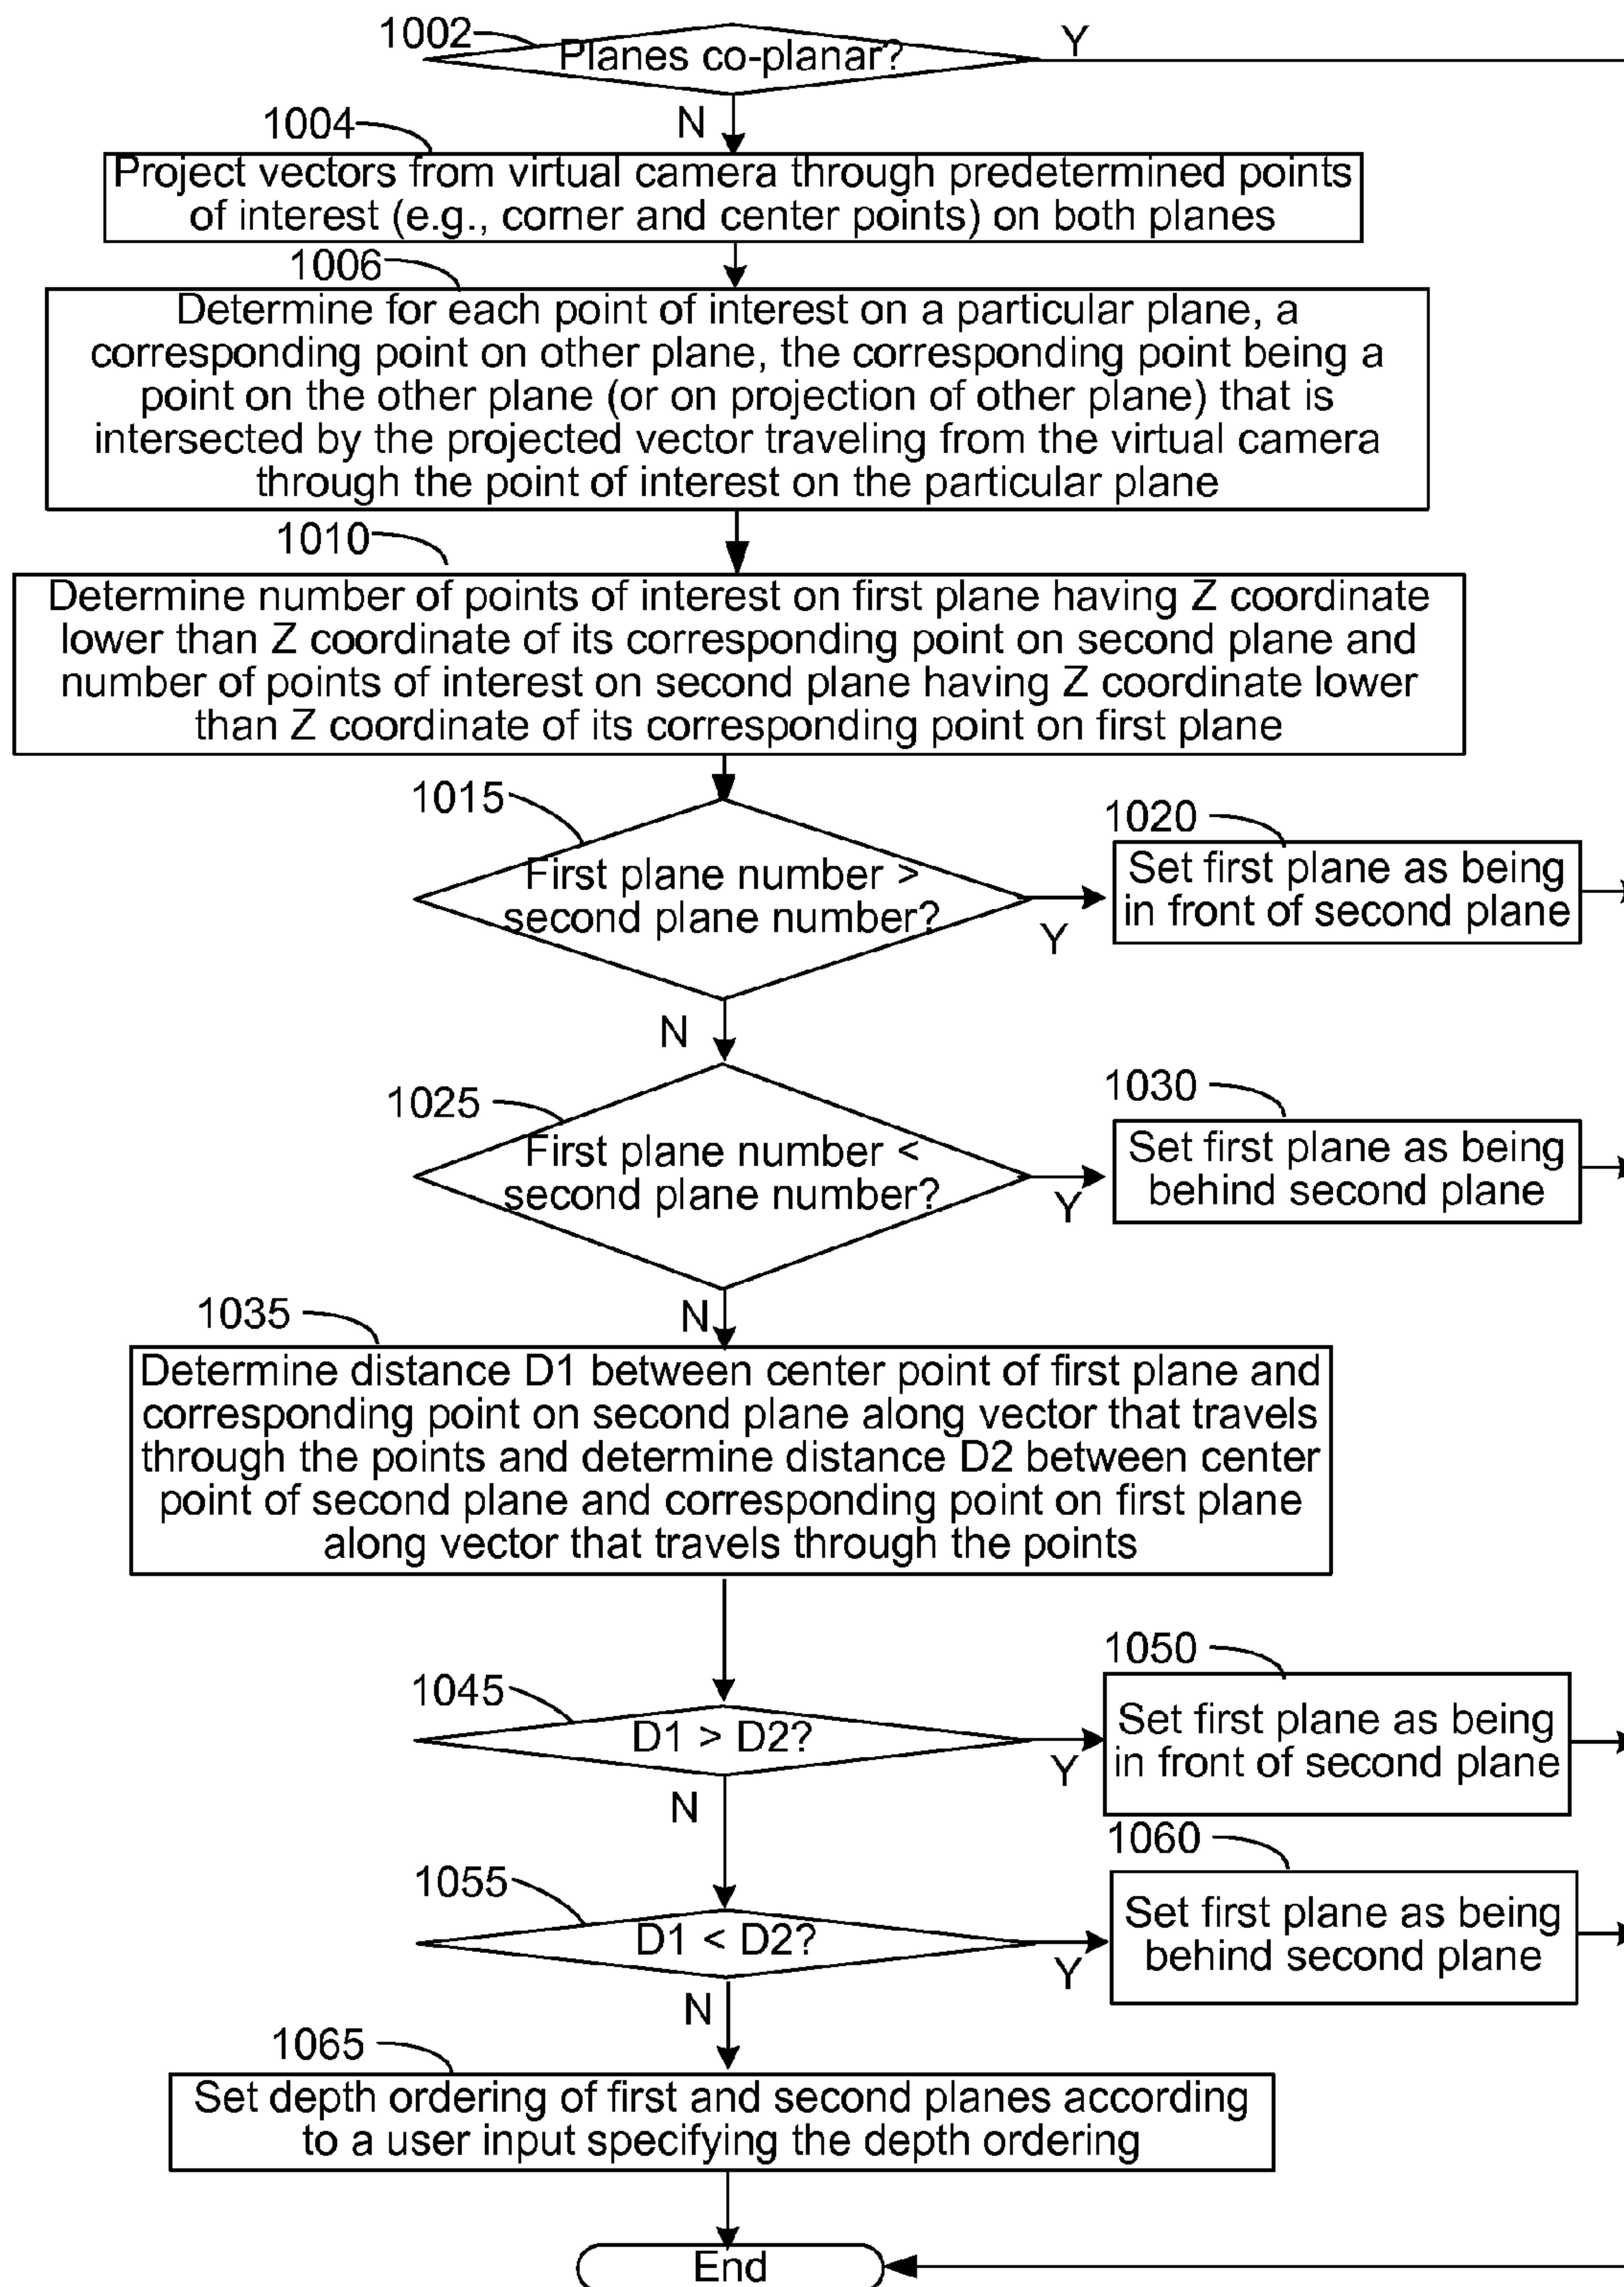 1002
Planes co-planar?
Y
N
1004
Project vectors from virtual camera through predetermined points
of interest (e.g., corner and center points) on both planes
1006
Determine for each point of interest on a particular plane, a
corresponding point on other plane, the corresponding point being a
point on the other plane (or on projection of other plane) that is
intersected by the projected vector traveling from the virtual camera
through the point of interest on the particular plane
1010
Determine number of points of interest on first plane having Z coordinate
lower than Z coordinate of its corresponding point on second plane and
number of points of interest on second plane having Z coordinate lower
than Z coordinate of its corresponding point on first plane
1015
First plane number >
second plane number?
Y
1020
Set first plane as being
in front of second plane
N
1025
First plane number <
second plane number?
Y
1030
Set first plane as being
behind second plane
N
1035
Determine distance D1 between center point of first plane and
corresponding point on second plane along vector that travels
through the points and determine distance D2 between center
point of second plane and corresponding point on first plane
along vector that travels through the points
1045
D1 > D2?
Y
1050
Set first plane as being
in front of second plane
N
1055
D1 < D2?
Y
1060
Set first plane as being
behind second plane
N
1065
Set depth ordering of first and second planes according
to a user input specifying the depth ordering
End